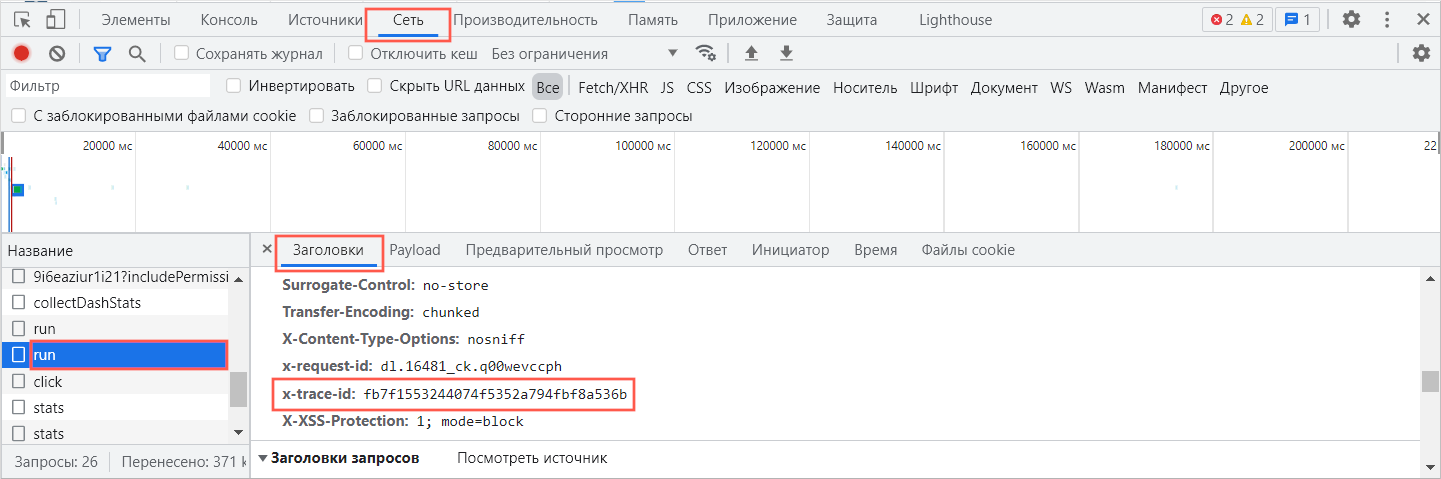 Элементы Консоль Источники Сеть Производительность Память Приложение Защита Lighthouse 2 2 1
Сохранять журнал Отключить кеш Без ограничения
Фильтр Инвертировать Скрыть URL данных Все Fetch/XHR JS CSS Изображение Носитель Шрифт Документ WS Wasm Манифест Другое
С заблокированными файлами cookie Заблокированные запросы Сторонние запросы
20000 мс 40000 мс 60000 мс 80000 мс 100000 мс 120000 мс 140000 мс 160000 мс 180000 мс 200000 мс 22
Название
9i6eaziur1i21?includePermissi
collectDashStats
run
run
click
stats
stats
Запросы: 26 Перенесено: 371 k
Заголовки Payload Предварительный просмотр Ответ Инициатор Время Файлы cookie
Surrogate-Control: no-store
Transfer-Encoding: chunked
X-Content-Type-Options: nosniff
x-request-id: dl.16481_ck.q00wevccph
x-trace-id: fb7f1553244074f5352a794fbf8a536b
X-XSS-Protection: 1; mode=block
Заголовки запросов Посмотреть источник